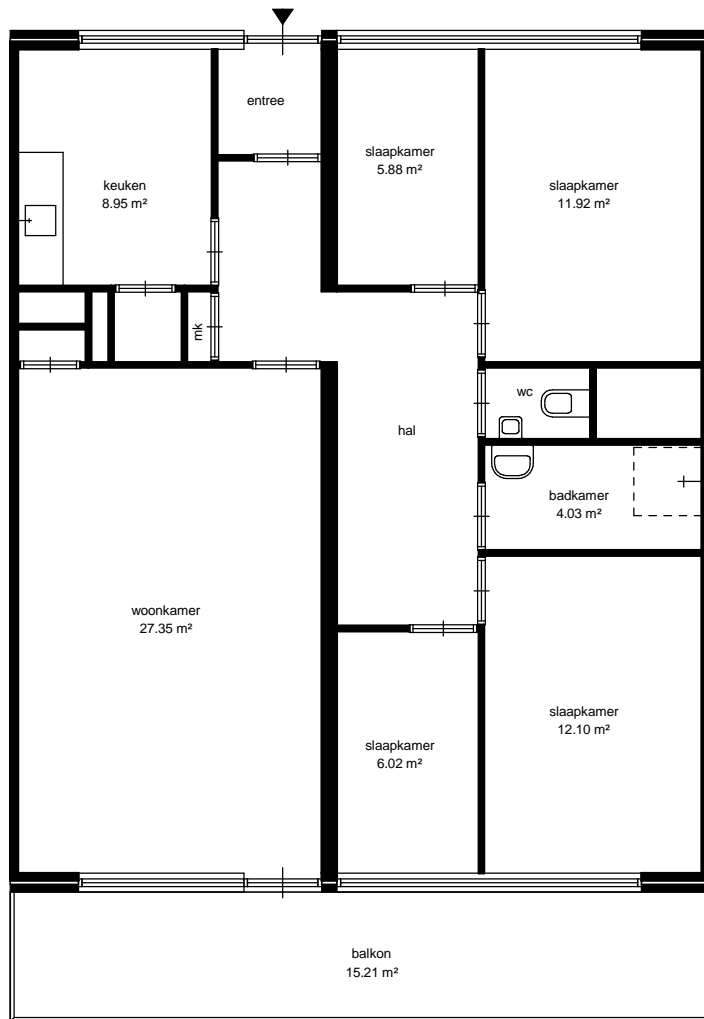 entree
slaapkamer
5.88 m²
keuken
8.95 m²
slaapkamer
11.92 m²
mk
wc
hal
badkamer
4.03 m²
woonkamer
27.35 m²
slaapkamer
12.10 m²
slaapkamer
6.02 m²
balkon
15.21 m²